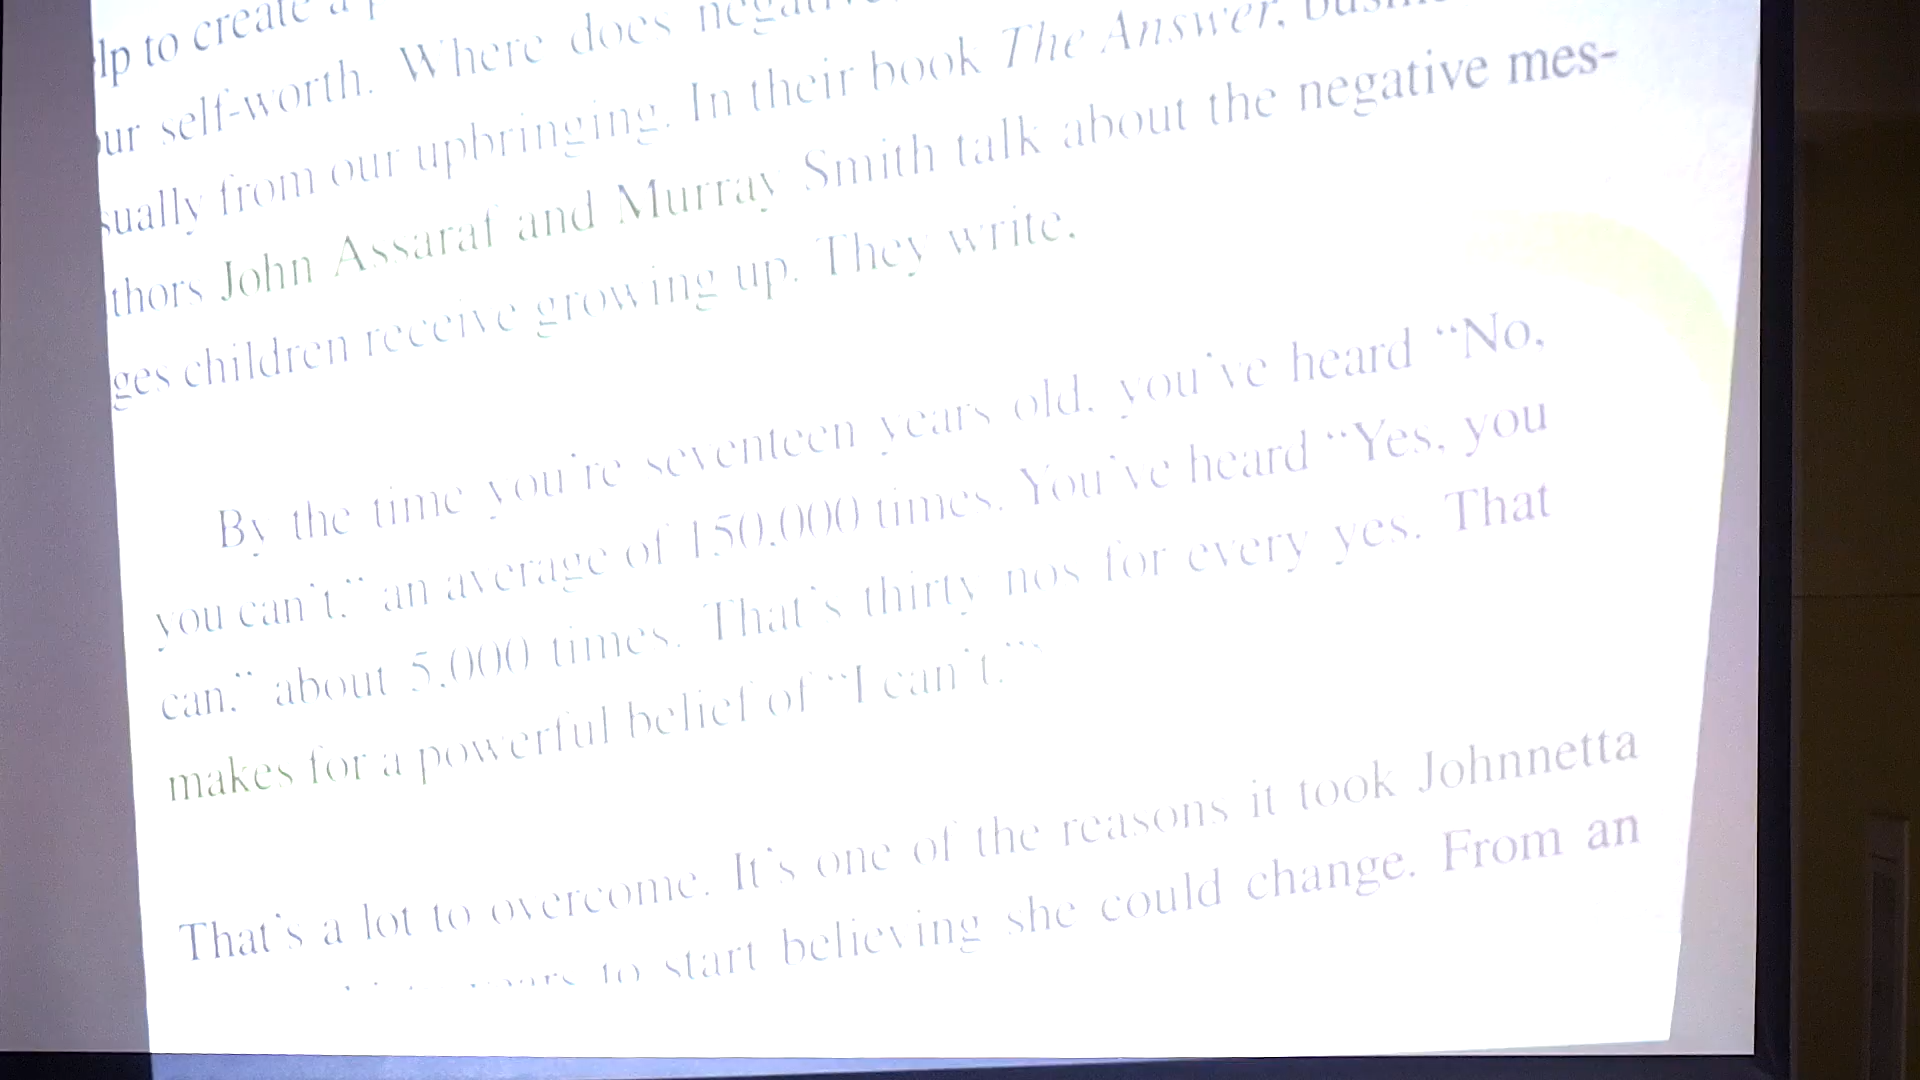 lp to create a
ur self-worth. Where does
sually from our upbringing. In their book The Answer,
thors John Assaraf and Murray Smith talk about the negative mes-
ges children receive growing up. They write,
By the time you're seventeen years old, you've heard “No,
you can't,” an average of 150,000 times. You've heard “Yes, you
can,” about 5,000 times. That's thirty nos for every yes. That
makes for a powerful belief of “I can't.”
That's a lot to overcome. It's one of the reasons it took Johnnetta
to start believing she could change. From an